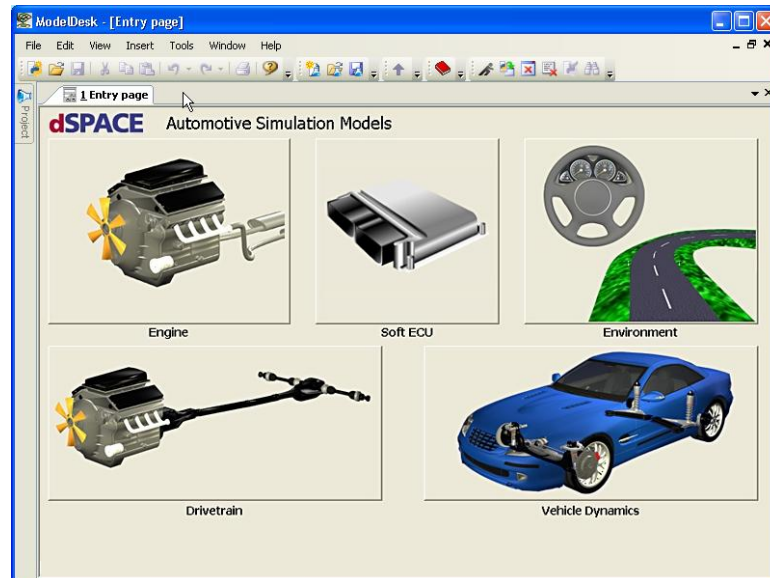 ModelDesk - [Entry page]
File Edit View Insert Tools Window Help
1 Entry page
Project
dSPACE Automotive Simulation Models
Engine Soft ECU Environment
Drivetrain Vehicle Dynamics